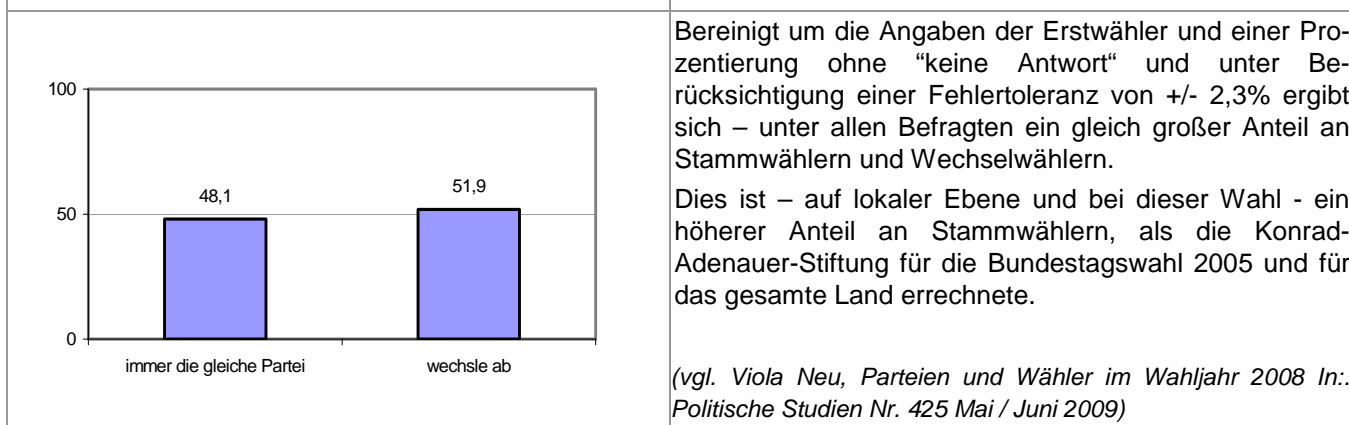 100
50
0
48,1
51,9
immer die gleiche Partei
wechsle ab
Bereinigt um die Angaben der Erstwähler und einer Pro-
zentierung ohne “keine Antwort“ und unter Be-
rücksichtigung einer Fehlertoleranz von +/- 2,3% ergibt
sich – unter allen Befragten ein gleich großer Anteil an
Stammwählern und Wechselwählern.
Dies ist – auf lokaler Ebene und bei dieser Wahl - ein
höherer Anteil an Stammwählern, als die Konrad-
Adenauer-Stiftung für die Bundestagswahl 2005 und für
das gesamte Land errechnete.
(vgl. Viola Neu, Parteien und Wähler im Wahljahr 2008 In:.
Politische Studien Nr. 425 Mai / Juni 2009)